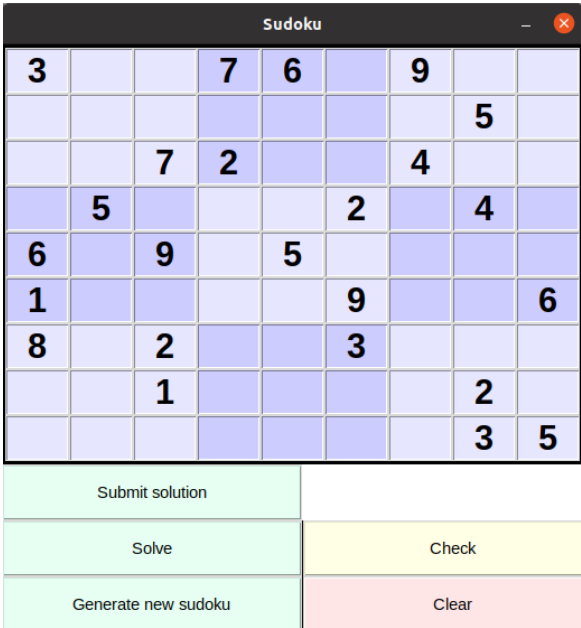 Sudoku
3 7 6 9
5
7 2 4
5 2 4
6 9 5
1 9 6
8 2 3
1 2
3 5
Submit solution
Solve Check
Generate new sudoku Clear